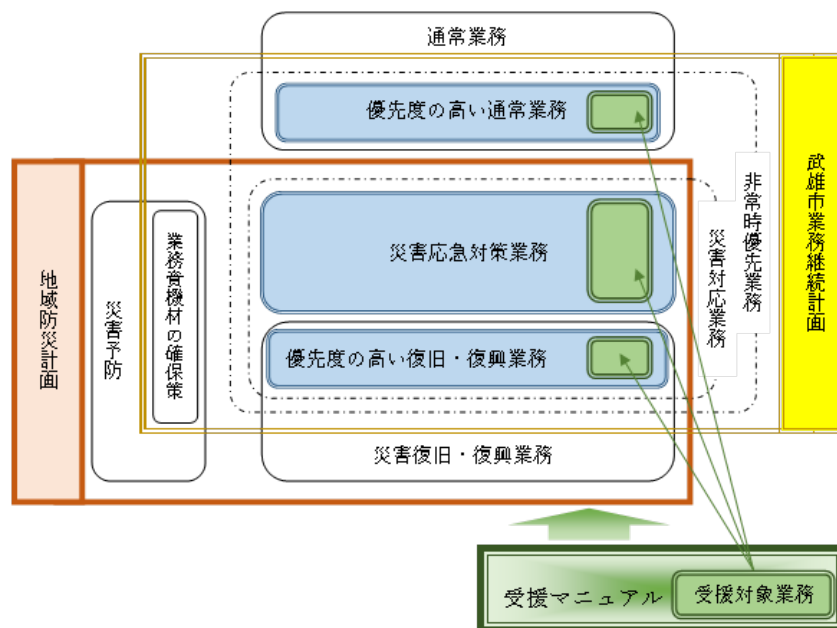 通常業務
優先度の高い通常業務
武雄市業務継続計画
非常時優先業務
災害対応業務
災害応急対策業務
業務資機材の確保策
災害予防
地域防災計画
優先度の高い復旧・復興業務
災害復旧・復興業務
受援マニュアル
受援対象業務